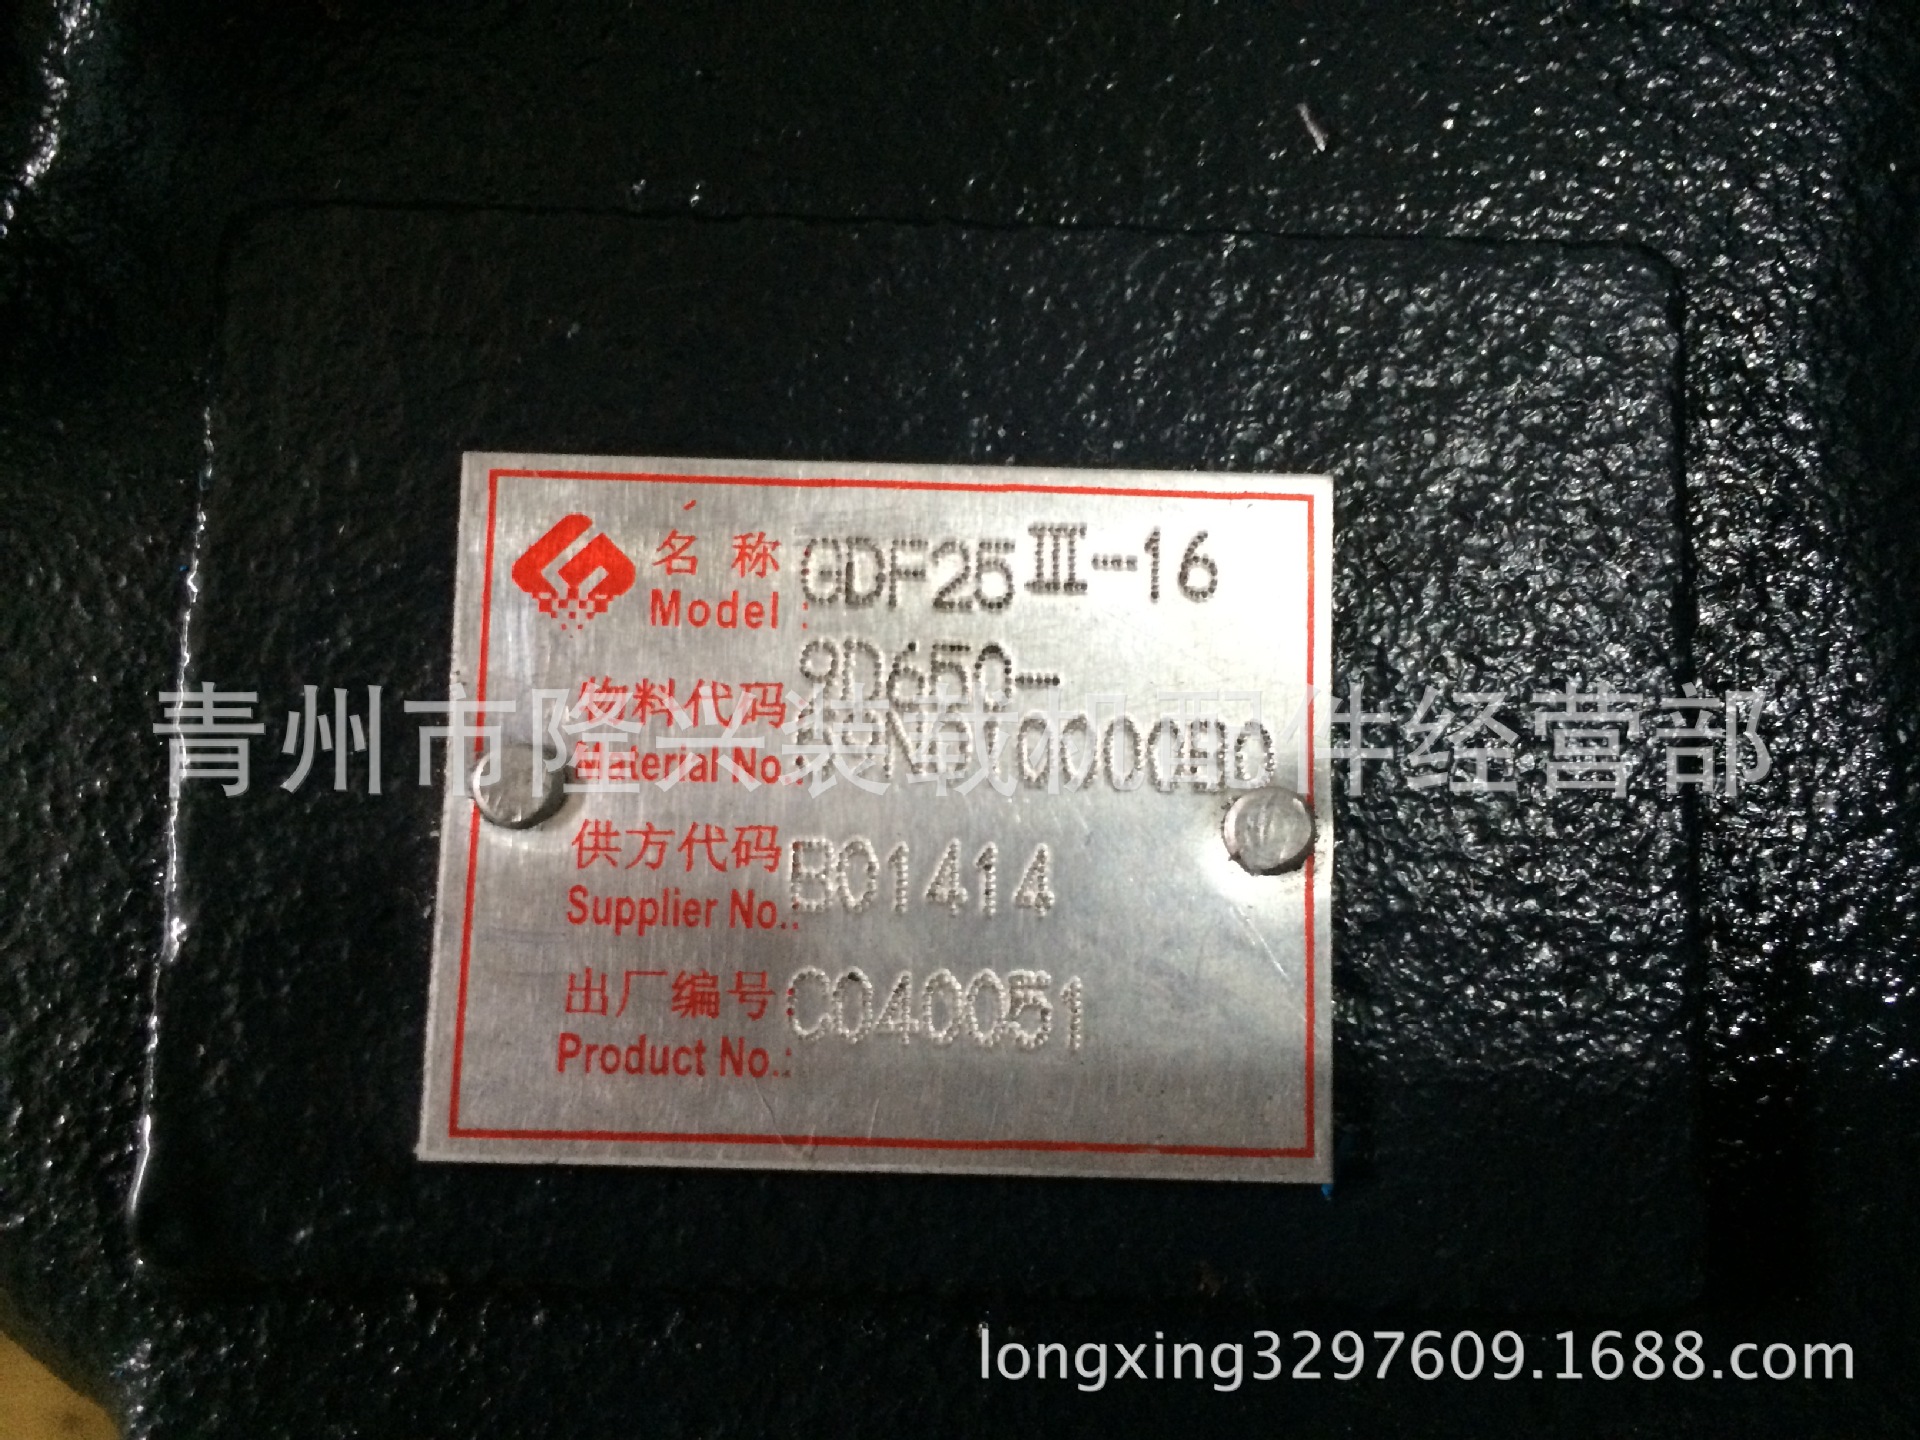 名称 GDF25III-16
Model :
物料代码 9D650-
Material No.:
供方代码 B01414
Supplier No.:
出厂编号: C040051
Product No.:
青州市隆兴装载机配件经营部
longxing3297609.1688.com